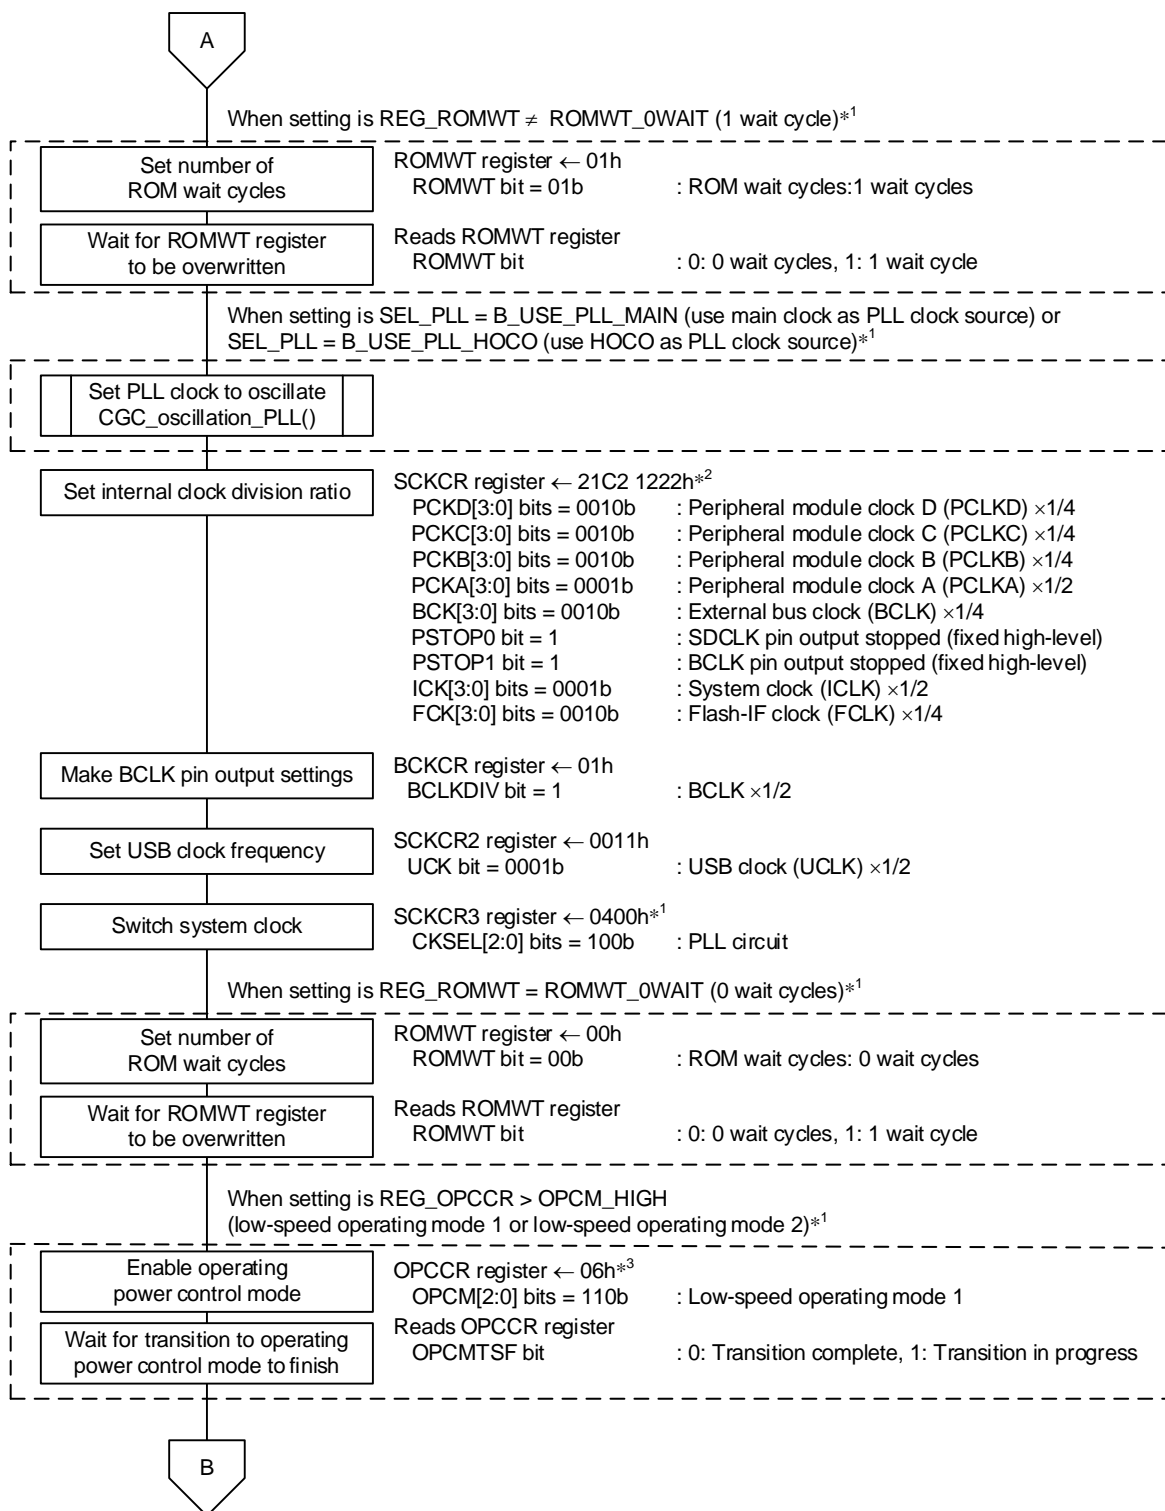 A
When setting is REG_ROMWT ≠ ROMWT_0WAIT (1 wait cycle)*1
Set number of
ROM wait cycles
ROMWT register ← 01h
ROMWT bit = 01b : ROM wait cycles:1 wait cycles
Wait for ROMWT register
to be overwritten
Reads ROMWT register
ROMWT bit : 0: 0 wait cycles, 1: 1 wait cycle
When setting is SEL_PLL = B_USE_PLL_MAIN (use main clock as PLL clock source) or
SEL_PLL = B_USE_PLL_HOCO (use HOCO as PLL clock source)*1
Set PLL clock to oscillate
CGC_oscillation_PLL()
Set internal clock division ratio
SCKCR register ← 21C2 1222h*2
PCKD[3:0] bits = 0010b : Peripheral module clock D (PCLKD) ×1/4
PCKC[3:0] bits = 0010b : Peripheral module clock C (PCLKC) ×1/4
PCKB[3:0] bits = 0010b : Peripheral module clock B (PCLKB) ×1/4
PCKA[3:0] bits = 0001b : Peripheral module clock A (PCLKA) ×1/2
BCK[3:0] bits = 0010b : External bus clock (BCLK) ×1/4
PSTOP0 bit = 1 : SDCLK pin output stopped (fixed high-level)
PSTOP1 bit = 1 : BCLK pin output stopped (fixed high-level)
ICK[3:0] bits = 0001b : System clock (ICLK) ×1/2
FCK[3:0] bits = 0010b : Flash-IF clock (FCLK) ×1/4
Make BCLK pin output settings
BCKCR register ← 01h
BCLKDIV bit = 1 : BCLK ×1/2
Set USB clock frequency
SCKCR2 register ← 0011h
UCK bit = 0001b : USB clock (UCLK) ×1/2
Switch system clock
SCKCR3 register ← 0400h*1
CKSEL[2:0] bits = 100b : PLL circuit
When setting is REG_ROMWT = ROMWT_0WAIT (0 wait cycles)*1
Set number of
ROM wait cycles
ROMWT register ← 00h
ROMWT bit = 00b : ROM wait cycles: 0 wait cycles
Wait for ROMWT register
to be overwritten
Reads ROMWT register
ROMWT bit : 0: 0 wait cycles, 1: 1 wait cycle
When setting is REG_OPCCR > OPCM_HIGH
(low-speed operating mode 1 or low-speed operating mode 2)*1
Enable operating
power control mode
OPCCR register ← 06h*3
OPCM[2:0] bits = 110b : Low-speed operating mode 1
Wait for transition to operating
power control mode to finish
Reads OPCCR register
OPCMTSF bit : 0: Transition complete, 1: Transition in progress
B